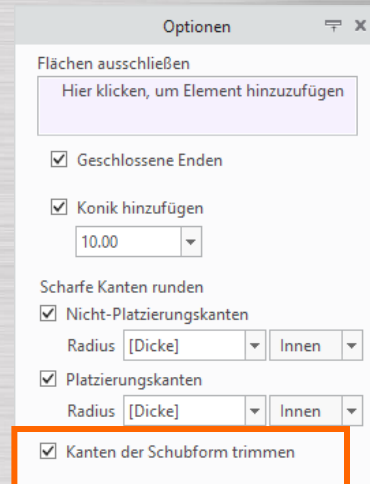 Optionen
Flächen ausschließen
Hier klicken, um Element hinzuzufügen
Geschlossene Enden
Konik hinzufügen
10.00
Scharfe Kanten runden
Nicht-Platzierungskanten
Radius [Dicke] Innen
Platzierungskanten
Radius [Dicke] Innen
Kanten der Schubform trimmen